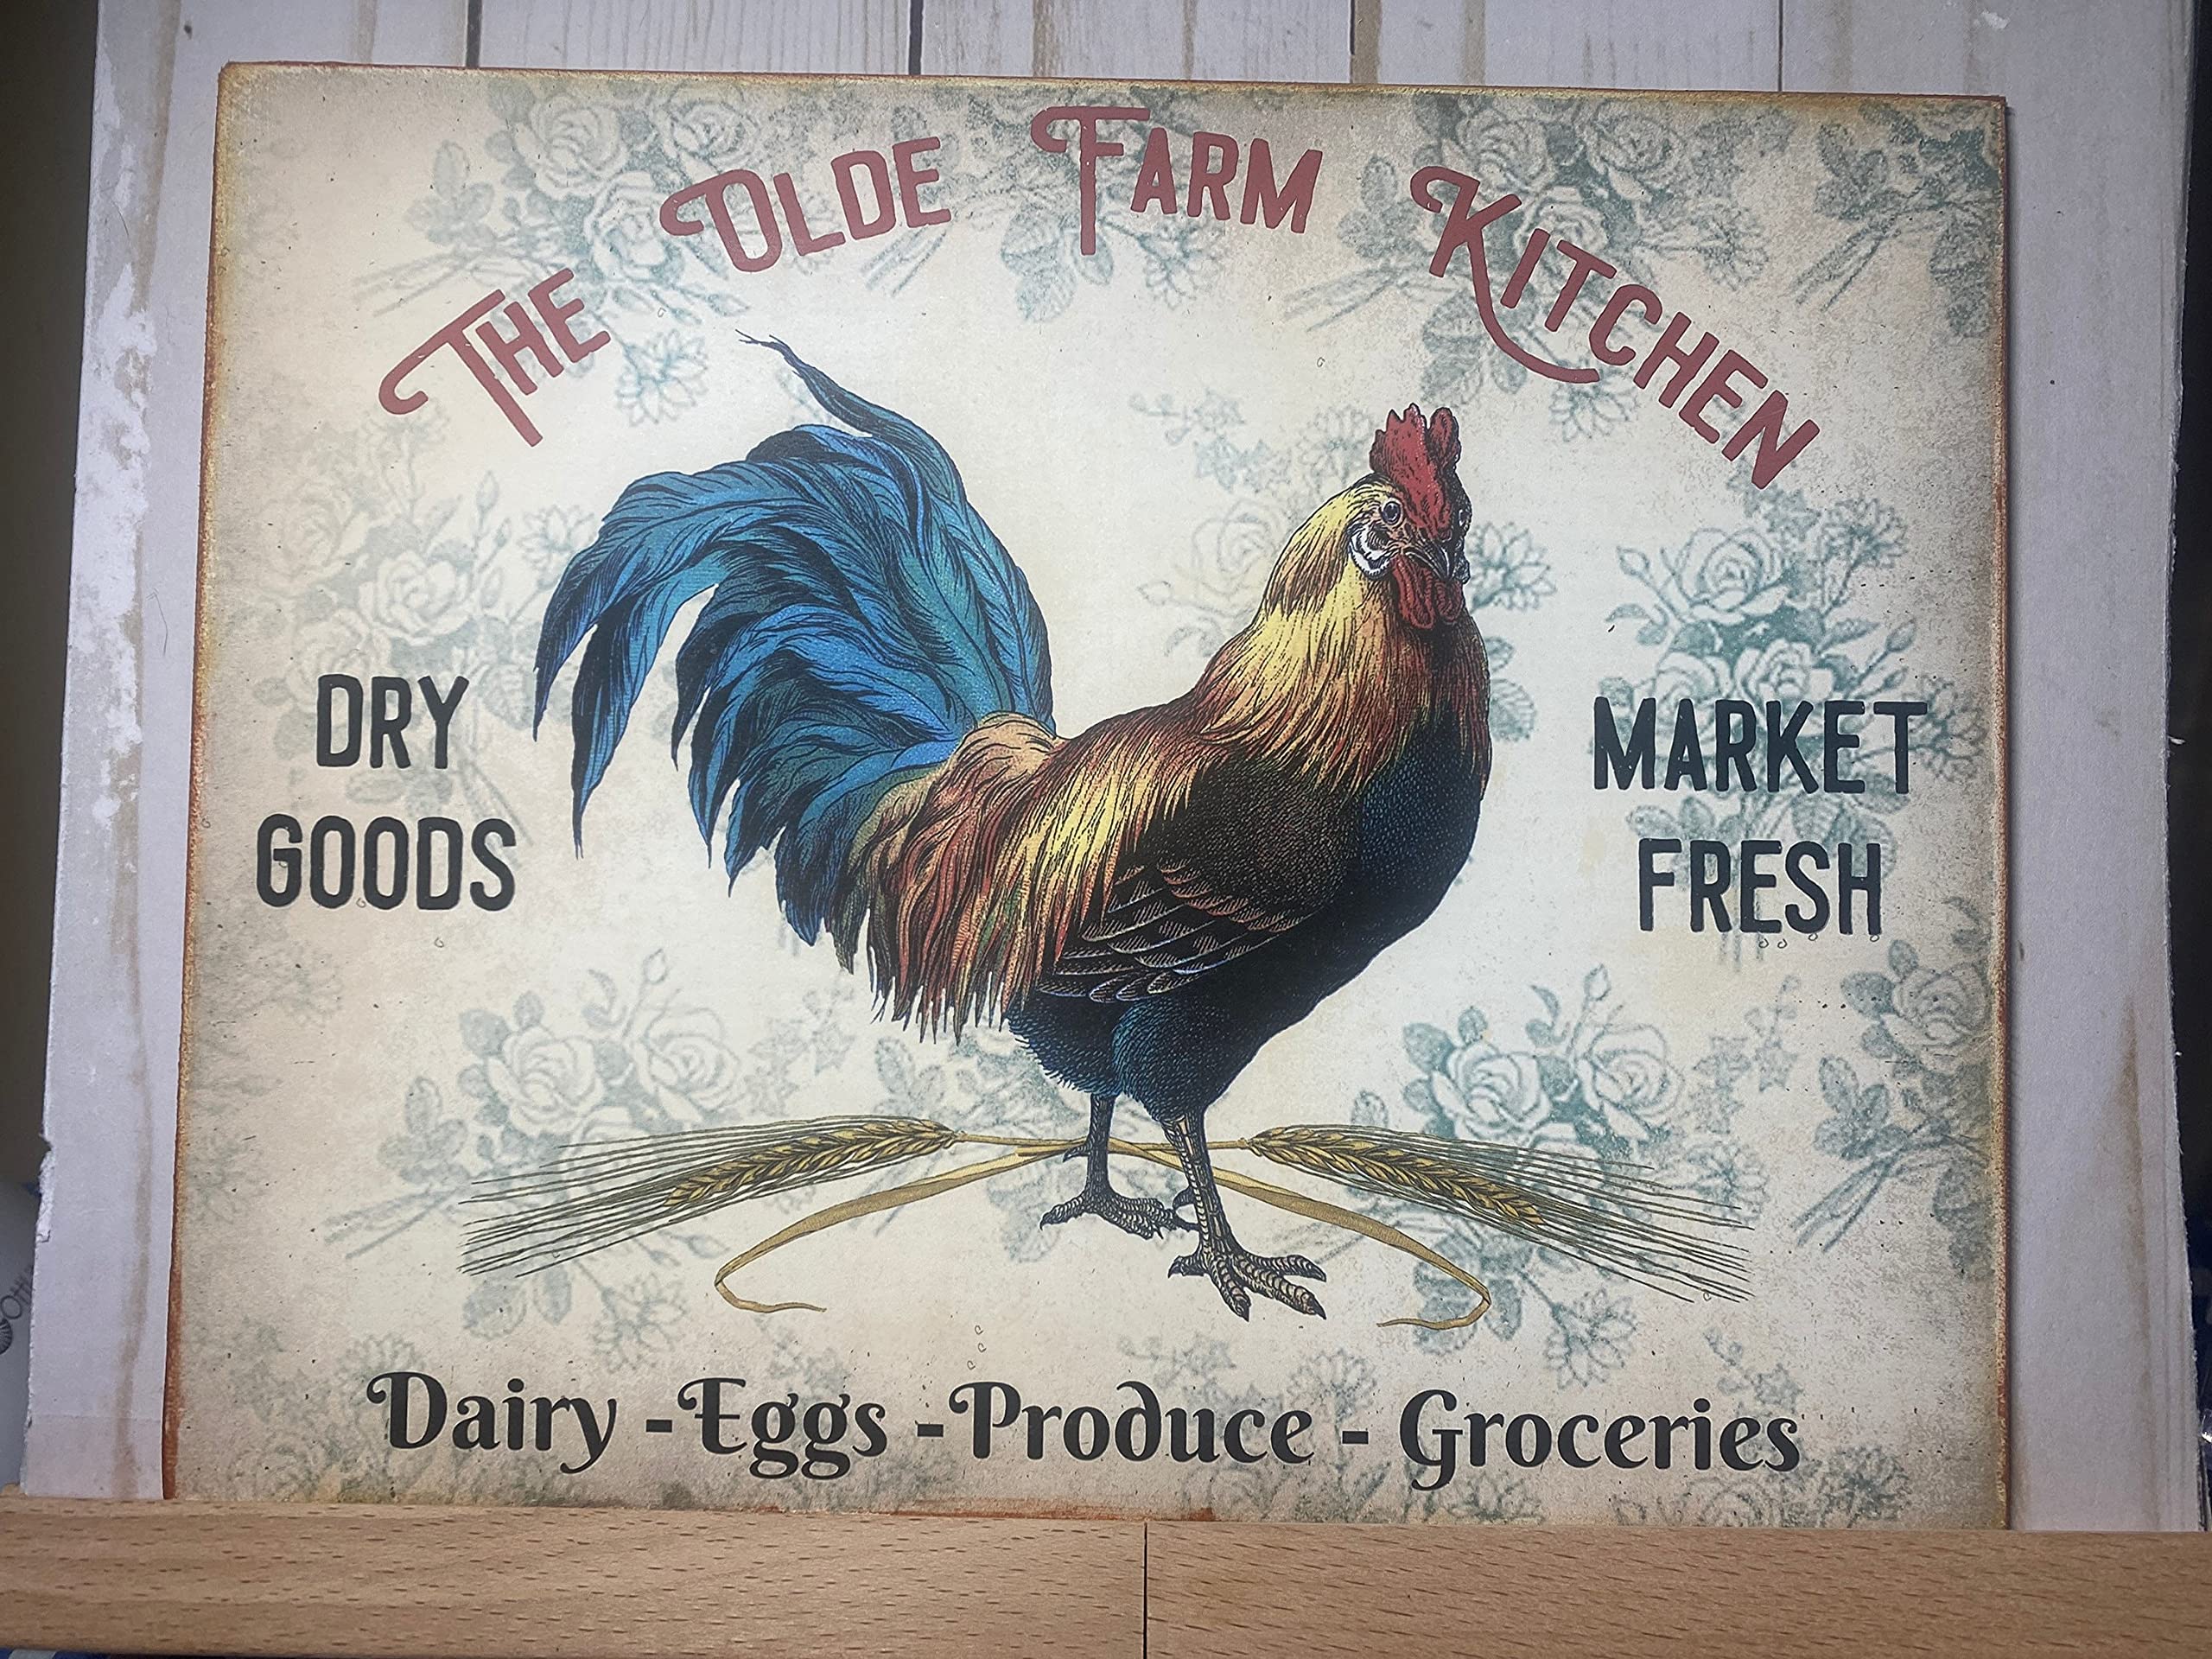 THE OLDE FARM KITCHEN
DRY
GOODS
MARKET
FRESH
Dairy - Eggs - Produce - Groceries